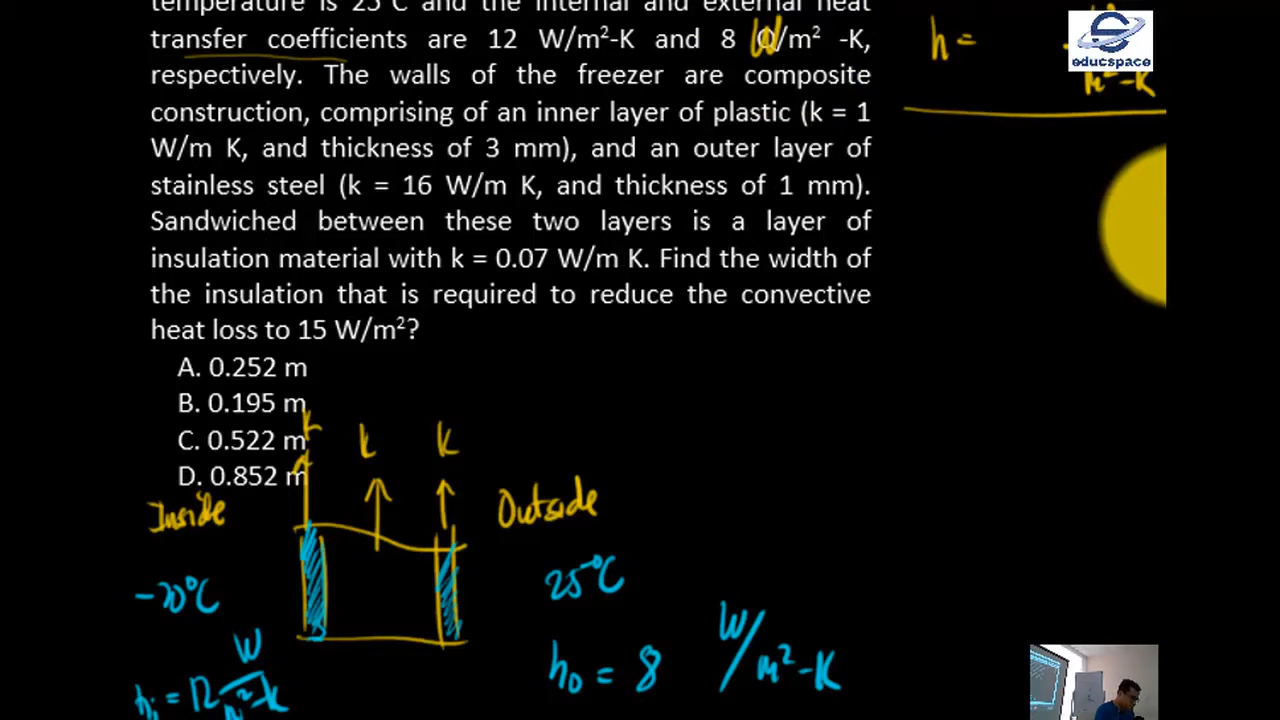 temperature is 25°C and the internal and external heat
transfer coefficients are 12 W/m²-K and 8 W/m² -K,
respectively. The walls of the freezer are composite
construction, comprising of an inner layer of plastic (k = 1
W/m K, and thickness of 3 mm), and an outer layer of
stainless steel (k = 16 W/m K, and thickness of 1 mm).
Sandwiched between these two layers is a layer of
insulation material with k = 0.07 W/m K. Find the width of
the insulation that is required to reduce the convective
heat loss to 15 W/m²?
A. 0.252 m
B. 0.195 m
C. 0.522 m
D. 0.852 m
h =
m²-K
educspace
k k
Inside Outside
25°C
hi = 12 W/m²-K
h0 = 8 W/m²-K